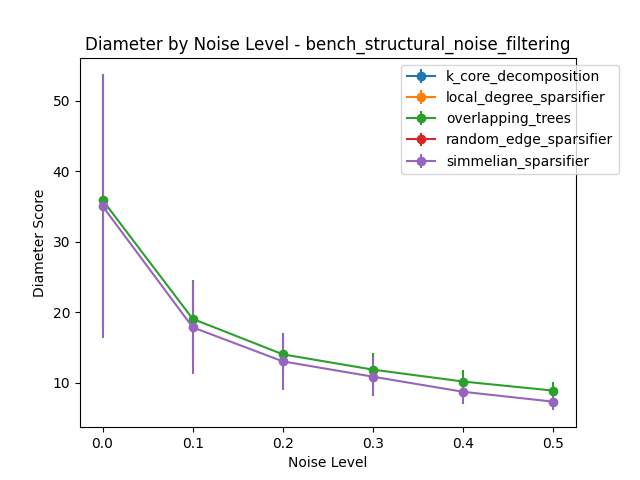 Diameter by Noise Level - bench_structural_noise_filtering
k_core_decomposition
local_degree_sparsifier
overlapping_trees
random_edge_sparsifier
simmelian_sparsifier
Diameter Score
50
40
30
20
10
0.0 0.1 0.2 0.3 0.4 0.5
Noise Level